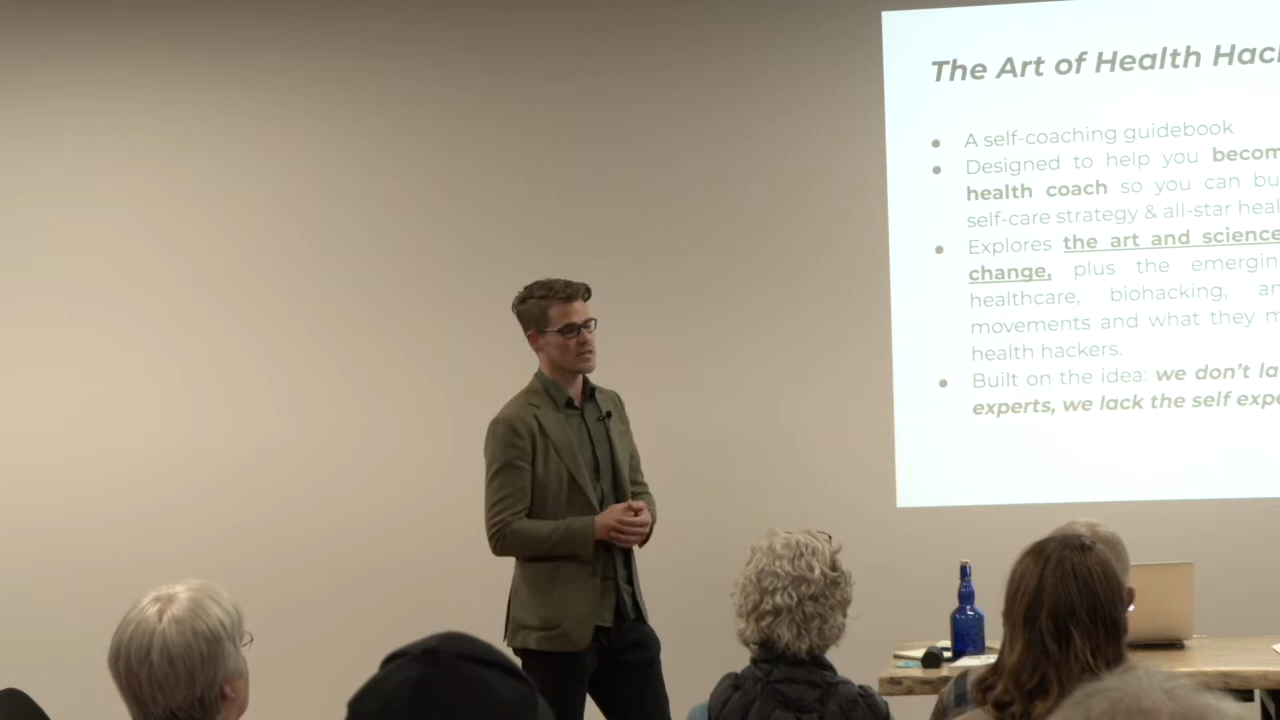 The Art of Health Hac
• A self-coaching guidebook
• Designed to help you becom
health coach so you can bu
self-care strategy & all-star heal
• Explores the art and science
change, plus the emergin
healthcare, biohacking, an
movements and what they m
health hackers.
• Built on the idea: we don't la
experts, we lack the self expe